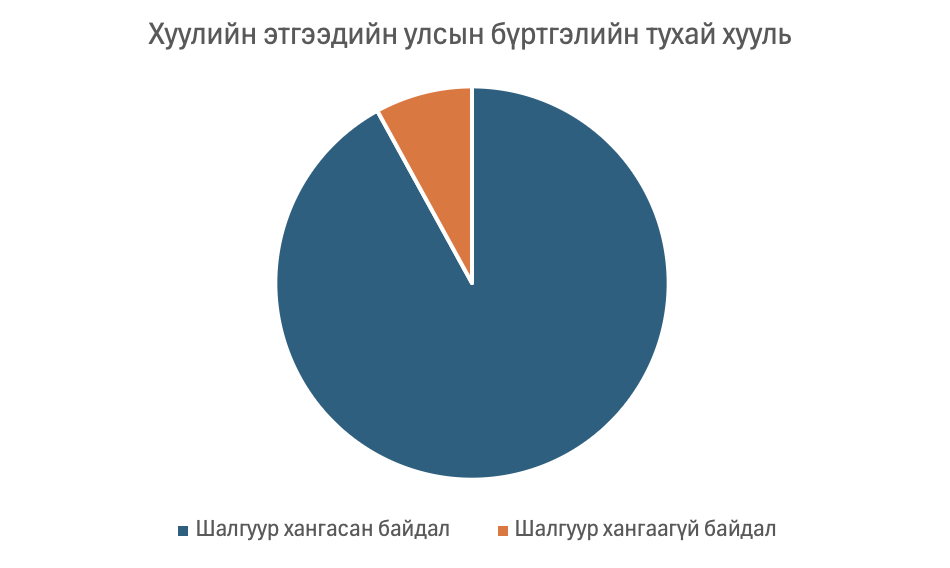 Хуулийн этгээдийн улсын бүртгэлийн тухай хууль
Шалгуур хангасан байдал
Шалгуур хангаагүй байдал